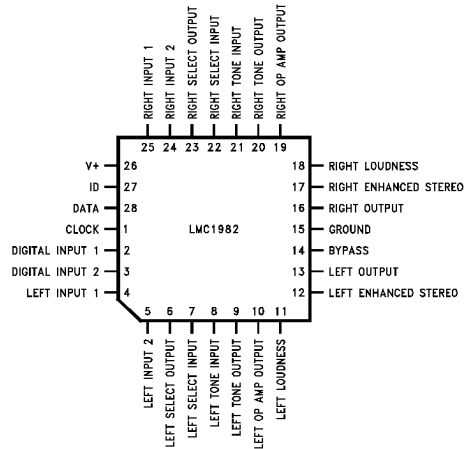 RIGHT INPUT 1
RIGHT INPUT 2
RIGHT SELECT OUTPUT
RIGHT SELECT INPUT
RIGHT TONE INPUT
RIGHT TONE OUTPUT
RIGHT OP AMP OUTPUT
25 24 23 22 21 20 19
V+ 26
ID 27
DATA 28
CLOCK 1
DIGITAL INPUT 1 2
DIGITAL INPUT 2 3
LEFT INPUT 1 4
LMC1982
18 RIGHT LOUDNESS
17 RIGHT ENHANCED STEREO
16 RIGHT OUTPUT
15 GROUND
14 BYPASS
13 LEFT OUTPUT
12 LEFT ENHANCED STEREO
5 6 7 8 9 10 11
LEFT INPUT 2
LEFT SELECT OUTPUT
LEFT SELECT INPUT
LEFT TONE INPUT
LEFT TONE OUTPUT
LEFT OP AMP OUTPUT
LEFT LOUDNESS